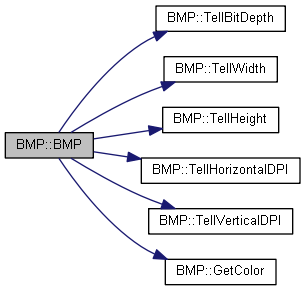 BMP::TellBitDepth
BMP::TellWidth
BMP::TellHeight
BMP::BMP
BMP::TellHorizontalDPI
BMP::TellVerticalDPI
BMP::GetColor